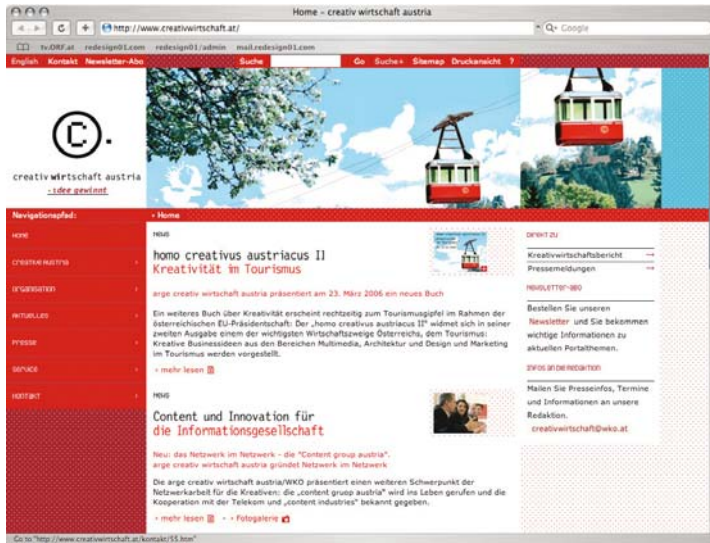 Home – creativ wirtschaft austria
http://www.creativwirtschaft.at/
Google
tv.ORF.at redesign01.com redesign01/admin mail.redesign01.com
English Kontakt Newsletter-Abo Suche Go Suche+ Sitemap Druckansicht ?
C.
creativ wirtschaft austria
- idee gewinnt
Navigationspfad: Home
HOME
CREATIVE AUSTRIA
ORGANISATION
AKTUELLES
PRESSE
SERVICE
KONTAKT
NEWS
homo creativus austriacus II
Kreativität im Tourismus
arge creativ wirtschaft austria präsentiert am 23. März 2006 ein neues Buch
Ein weiteres Buch über Kreativität erscheint rechtzeitig zum Tourismusgipfel im Rahmen der
österreichischen EU-Präsidentschaft: Der „homo creativus austriacus II" widmet sich in seiner
zweiten Ausgabe einem der wichtigsten Wirtschaftszweige Österreichs, dem Tourismus:
Kreative Businessideen aus den Bereichen Multimedia, Architektur und Design und Marketing
im Tourismus werden vorgestellt.
mehr lesen
NEWS
Content und Innovation für
die Informationsgesellschaft
Neu: das Netzwerk im Netzwerk - die "Content group austria".
arge creativ wirtschaft austria gründet Netzwerk im Netzwerk
Die arge creativ wirtschaft austria/WKO präsentiert einen weiteren Schwerpunkt der
Netzwerkarbeit für die Kreativen: die „content gruop austria" wird ins Leben gerufen und die
Kooperation mit der Telekom und „content industries" bekannt gegeben.
mehr lesen Fotogalerie
DIREKT ZU
Kreativwirtschaftsbericht
Pressemeldungen
NEWSLETTER-ABO
Bestellen Sie unseren
Newsletter und Sie bekommen
wichtige Informationen zu
aktuellen Portalthemen.
INFOS AN DIE REDAKTION
Mailen Sie Presseinfos, Termine
und Informationen an unsere
Redaktion.
creativwirtschaft@wko.at
Go to "http://www.creativwirtschaft.at/kontakt/55.htm"